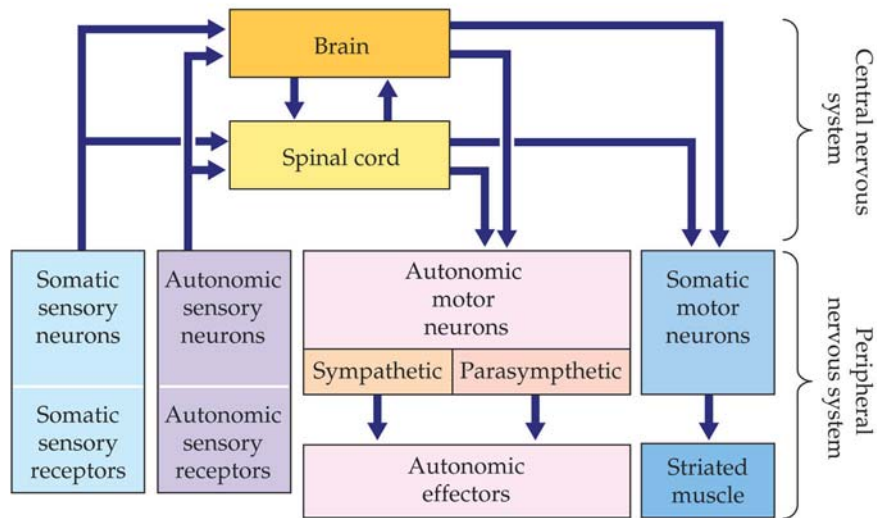 Brain
Spinal cord
Central nervous
system
Somatic
sensory
neurons
Autonomic
sensory
neurons
Autonomic
motor
neurons
Somatic
motor
neurons
Sympathetic
Parasympthetic
Somatic
sensory
receptors
Autonomic
sensory
receptors
Autonomic
effectors
Striated
muscle
Peripheral
nervous system